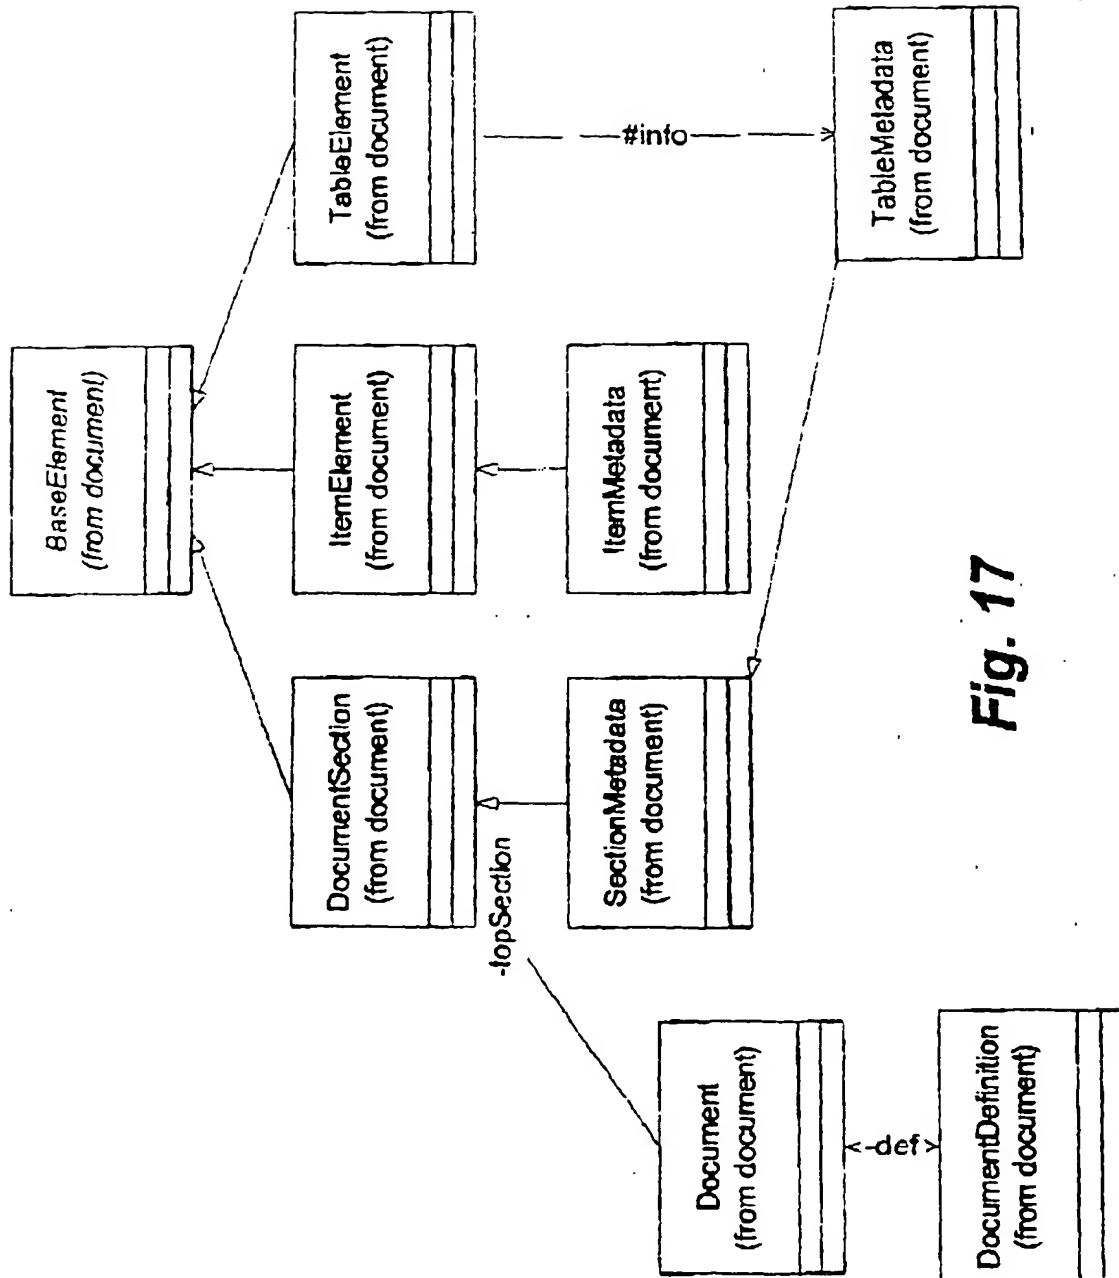 BaseElement
(from document)
DocumentSection
(from document)
ItemElement
(from document)
TableElement
(from document)
-topSection
#info
Document
(from document)
SectionMetadata
(from document)
ItemMetadata
(from document)
TableMetadata
(from document)
-def
DocumentDefinition
(from document)
Fig. 17